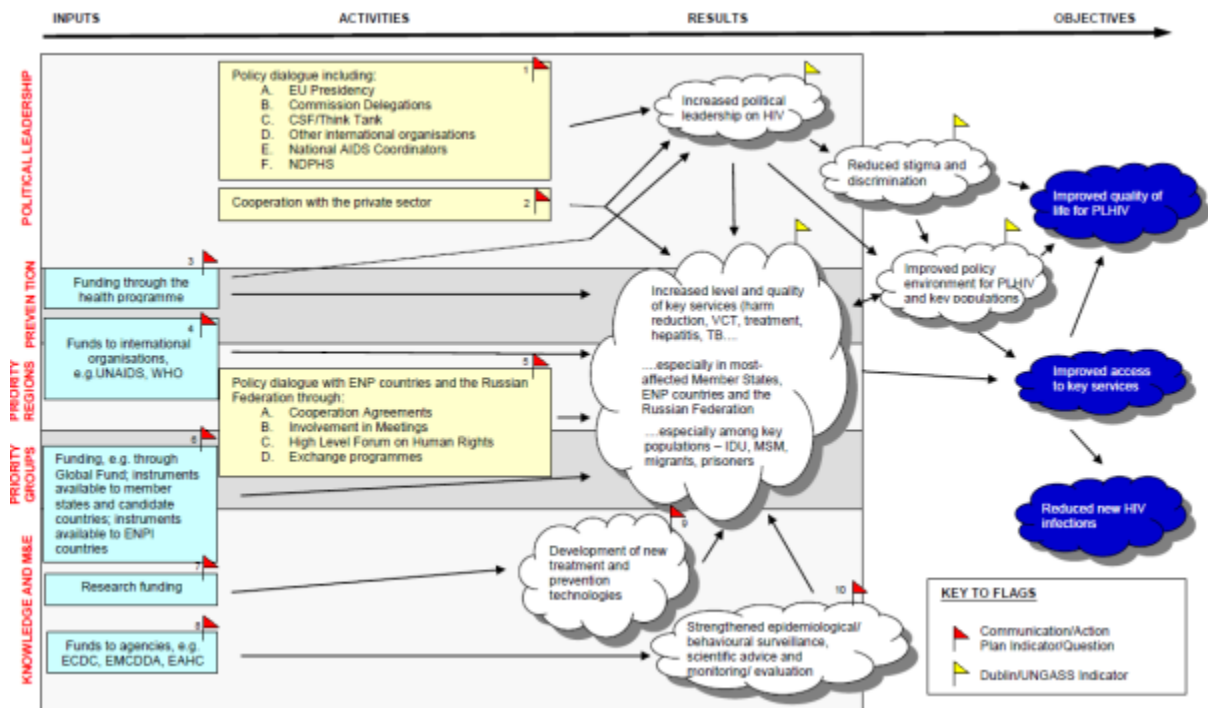 INPUTS
ACTIVITIES
RESULTS
OBJECTIVES
POLITICAL LEADERSHIP
1
Policy dialogue including:
A. EU Presidency
B. Commission Delegations
C. CSF/Think Tank
D. Other international organisations
E. National AIDS Coordinators
F. NDPHS
Increased political
leadership on HIV
Reduced stigma and
discrimination
Improved quality of
life for PLHIV
2
Cooperation with the private sector
PREVENTION
3
Funding through the
health programme
Increased level and quality
of key services (harm
reduction, VCT, treatment,
hepatitis, TB....
....especially in most-
affected Member States,
ENP countries and the
Russian Federation
....especially among key
populations – IDU, MSM,
migrants, prisoners
Improved policy
environment for PLHIV
and key populations
4
Funds to international
organisations,
e.g.UNAIDS, WHO
PRIORITY
REGIONS
5
Policy dialogue with ENP countries and the Russian
Federation through:
A. Cooperation Agreements
B. Involvement in Meetings
C. High Level Forum on Human Rights
D. Exchange programmes
Improved access
to key services
PRIORITY
GROUPS
6
Funding, e.g. through
Global Fund; instruments
available to member
states and candidate
countries; instruments
available to ENPI
countries
Reduced new HIV
infections
KNOWLEDGE AND M&E
7
Research funding
9
Development of new
treatment and
prevention
technologies
8
Funds to agencies, e.g.
ECDC, EMCDDA, EAHC
10
Strengthened epidemiological/
behavioural surveillance,
scientific advice and
monitoring/ evaluation
KEY TO FLAGS
Communication/Action
Plan Indicator/Question
Dublin/UNGASS Indicator